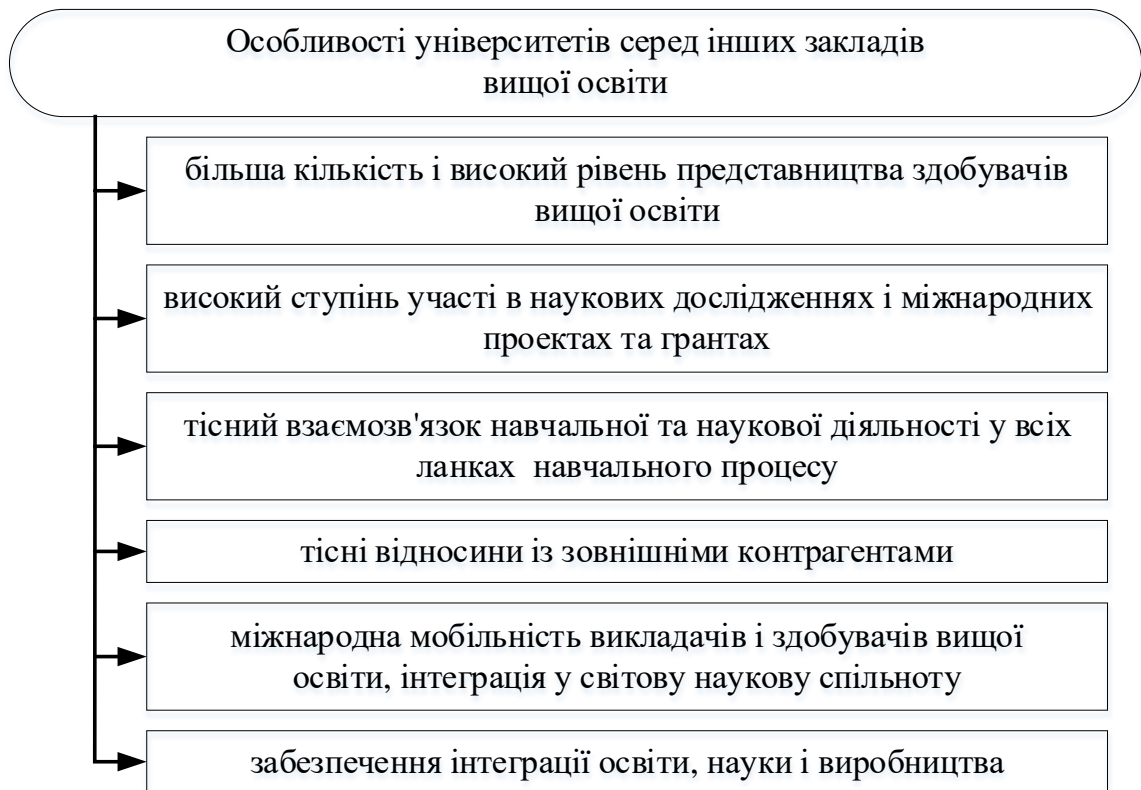 Особливості університетів серед інших закладів
вищої освіти
більша кількість і високий рівень представництва здобувачів
вищої освіти
високий ступінь участі в наукових дослідженнях і міжнародних
проектах та грантах
тісний взаємозв'язок навчальної та наукової діяльності у всіх
ланках навчального процесу
тісні відносини із зовнішніми контрагентами
міжнародна мобільність викладачів і здобувачів вищої
освіти, інтеграція у світову наукову спільноту
забезпечення інтеграції освіти, науки і виробництва